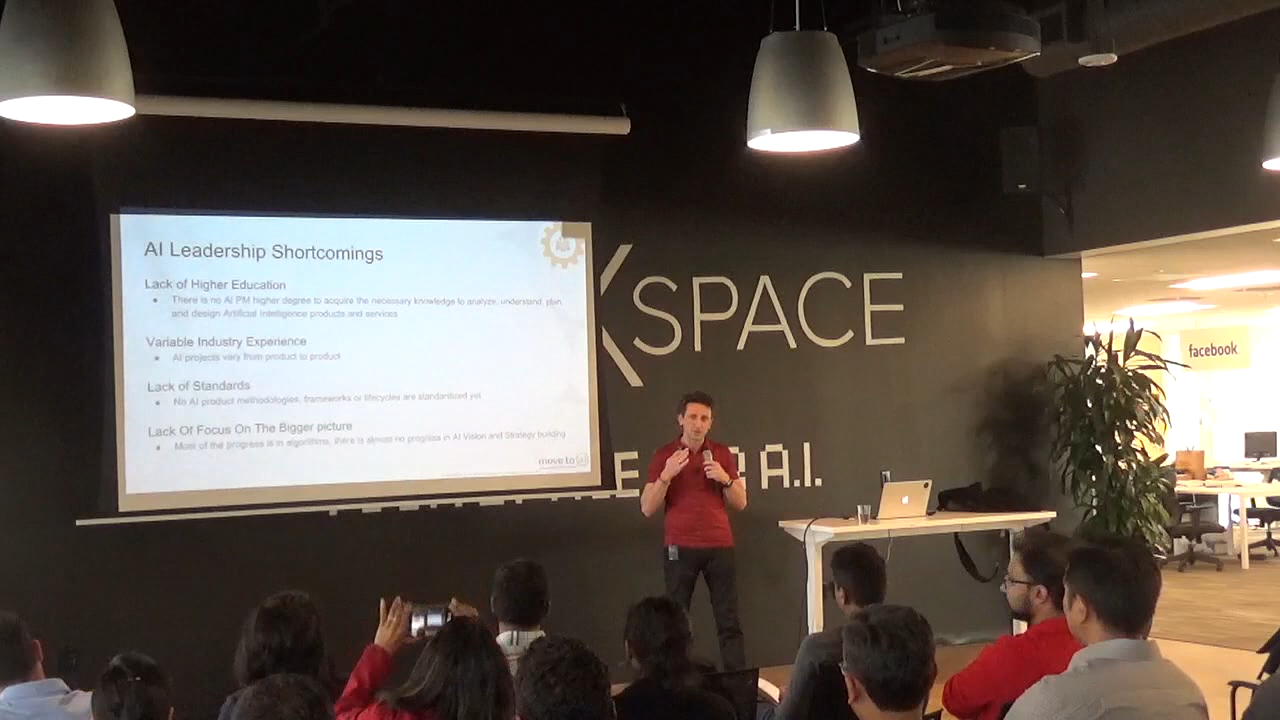 AI Leadership Shortcomings
Lack of Higher Education
There is no AI PM higher degree to acquire the necessary knowledge to analyze, understand, plan,
and design Artificial Intelligence products and services
Variable Industry Experience
AI projects vary from product to product
Lack of Standards
No AI product methodologies, frameworks or lifecycles are standardized yet
Lack Of Focus On The Bigger picture
Most of the progress is in algorithms, there is almost no progress in AI Vision and Strategy building
move to ai
KSPACE
A.I.
facebook